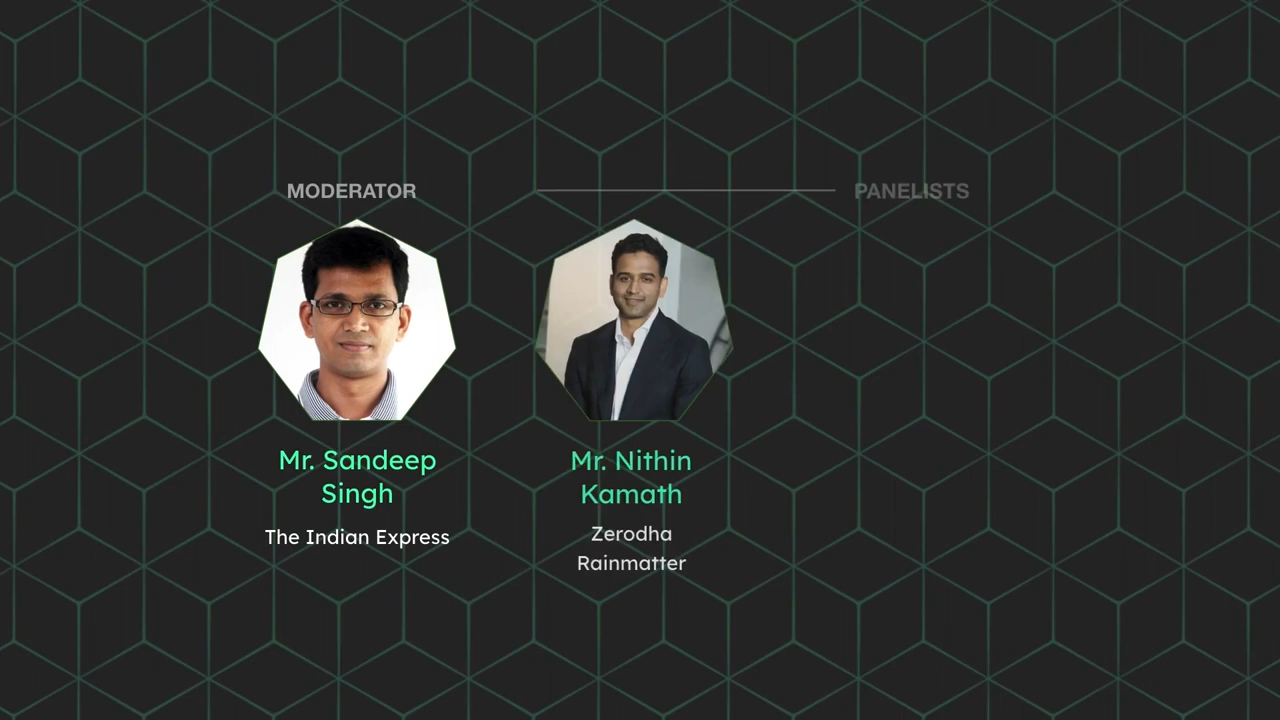 MODERATOR
PANELISTS
Mr. Sandeep
Singh
The Indian Express
Mr. Nithin
Kamath
Zerodha
Rainmatter